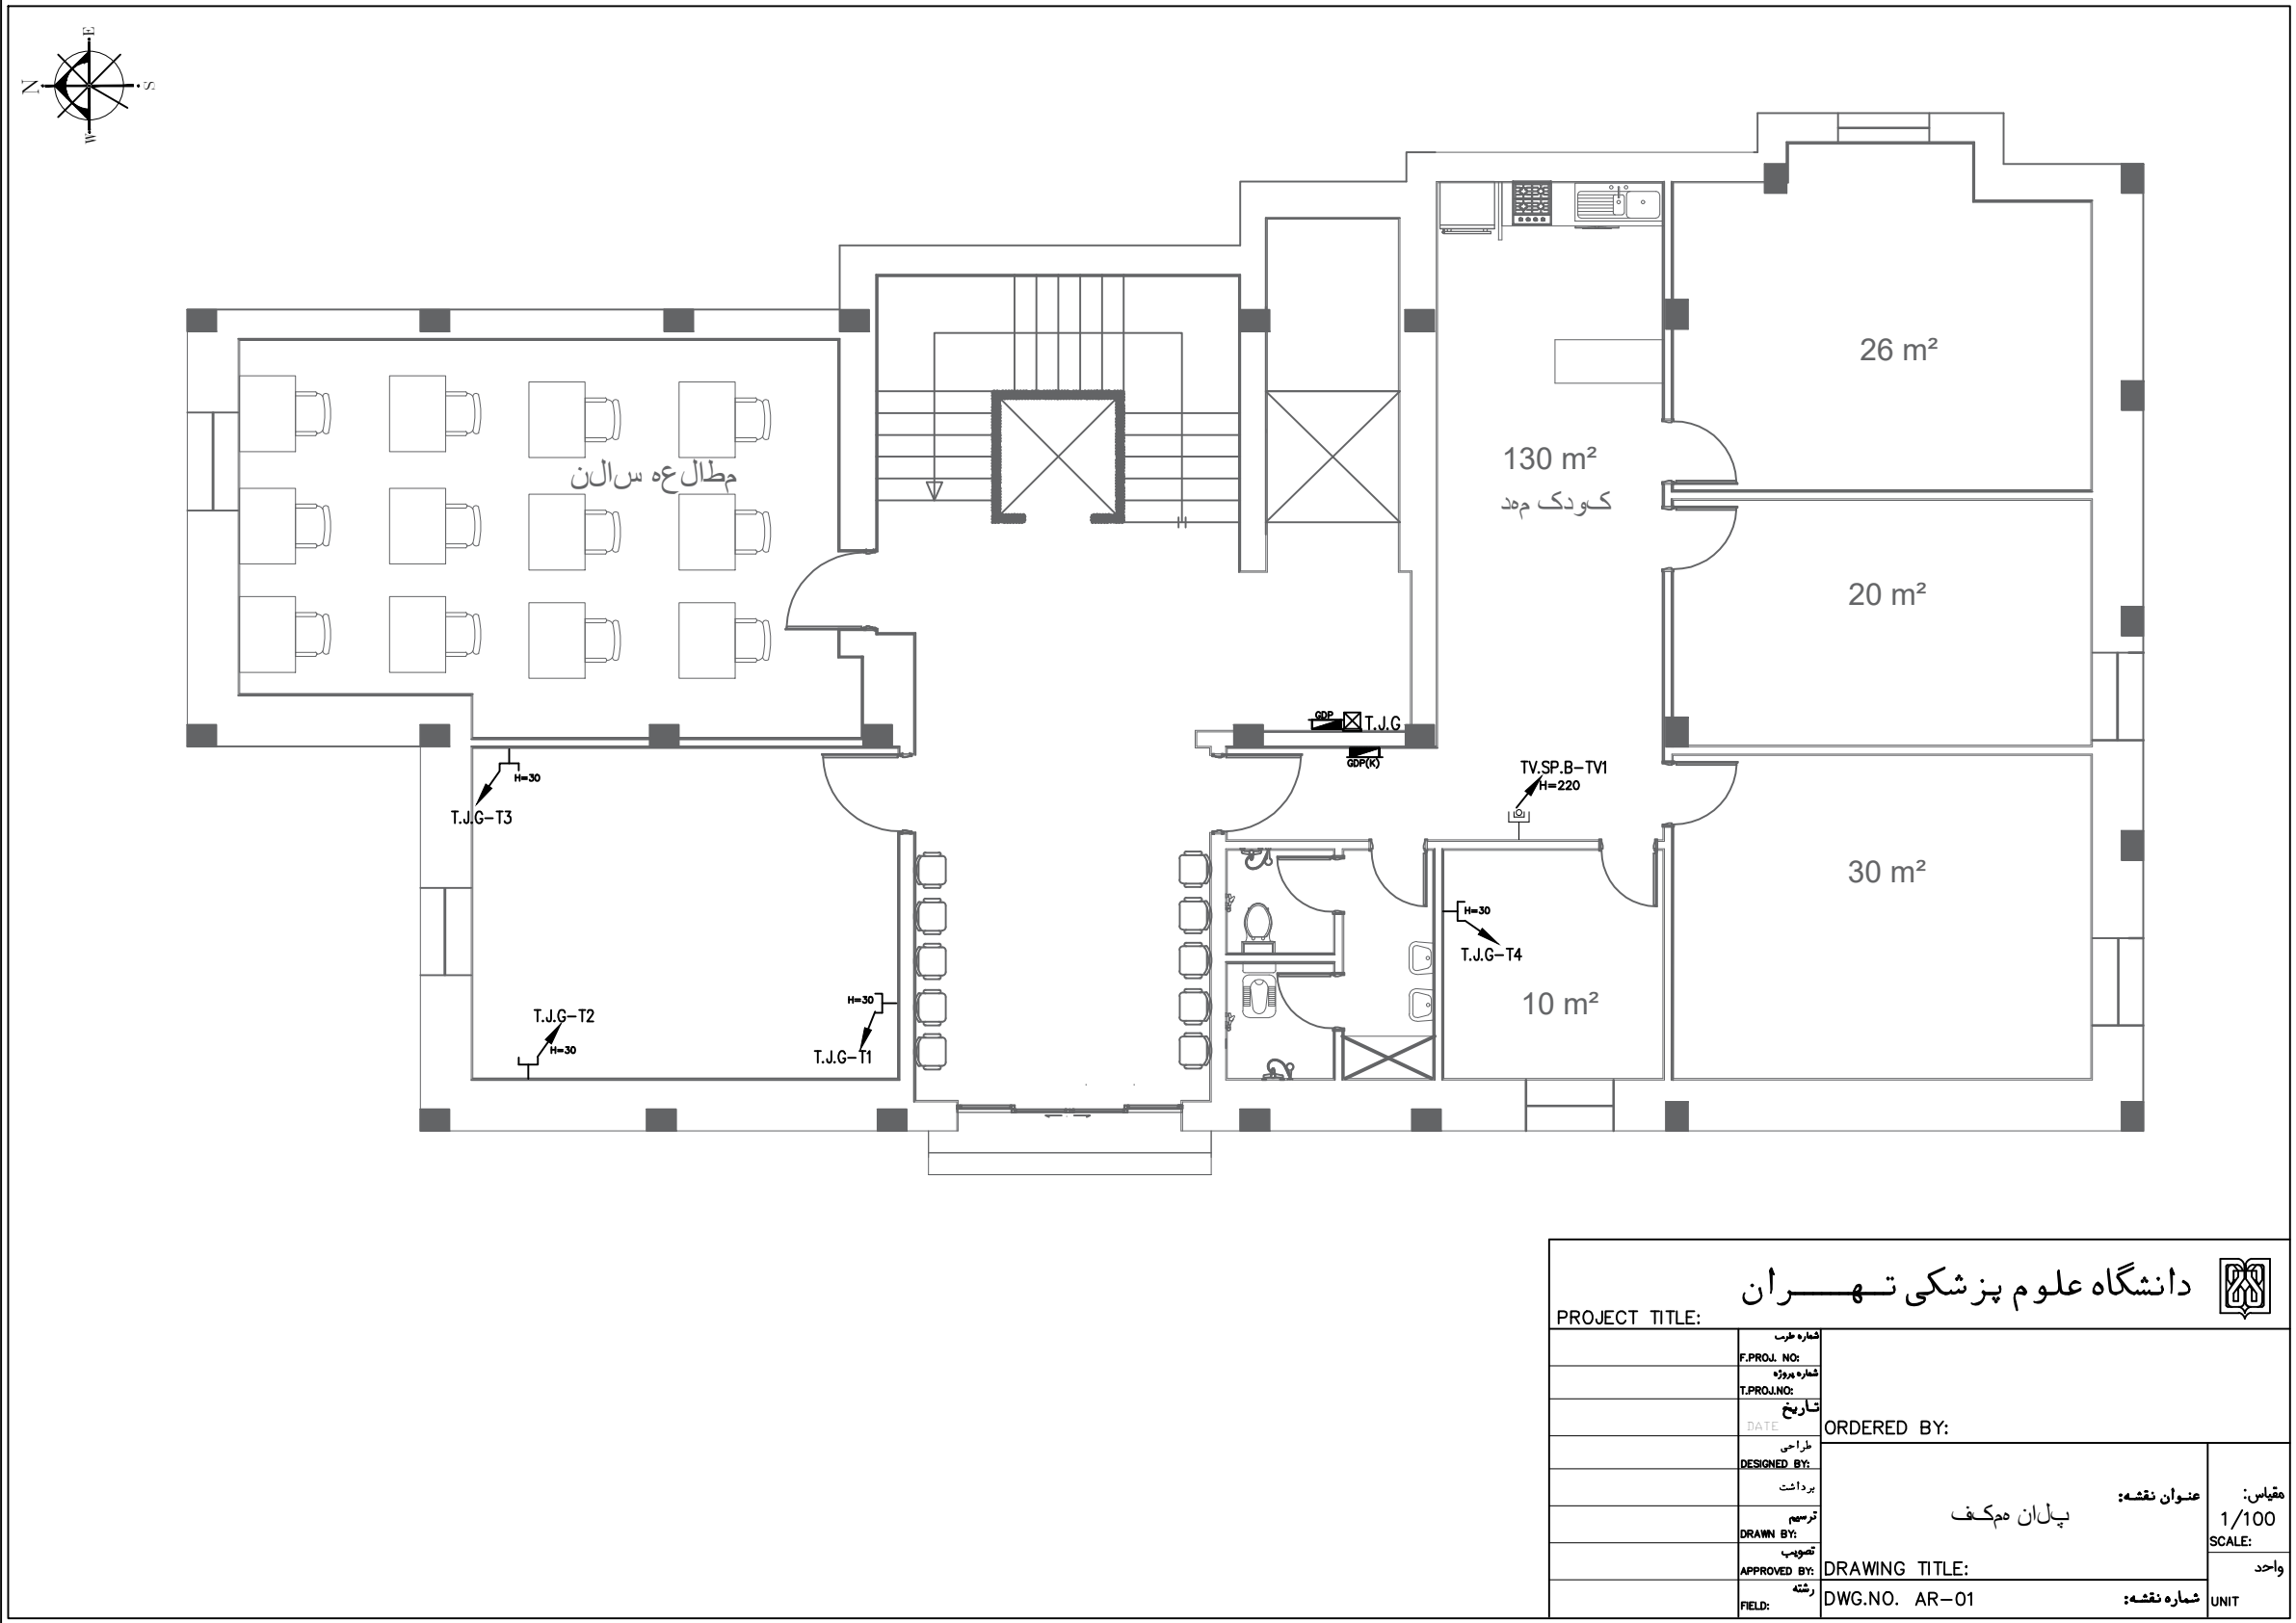 E
N
S
W
26 m²
مطالعه سالن
130 m²
کودک مهد
20 m²
GDP
T.J.G
GDP(K)
TV.SP.B-TV1
H=220
H=30
T.J.G-T3
30 m²
H=30
T.J.G-T4
10 m²
H=30
T.J.G-T2
H=30
T.J.G-T1
دانشگاه علوم پزشکی تهران
PROJECT TITLE:
شماره طرب
F.PROJ. NO:
شماره پروژه
T.PROJ.NO:
تاریخ
DATE
ORDERED BY:
طراحی
DESIGNED BY:
برداشت
ترسیم
DRAWN BY:
تصویب
APPROVED BY:
رشته
FIELD:
عنوان نقشه:
پلان همکف
DRAWING TITLE:
DWG.NO. AR-01
شماره نقشه:
مقیاس:
1/100
SCALE:
واحد
UNIT